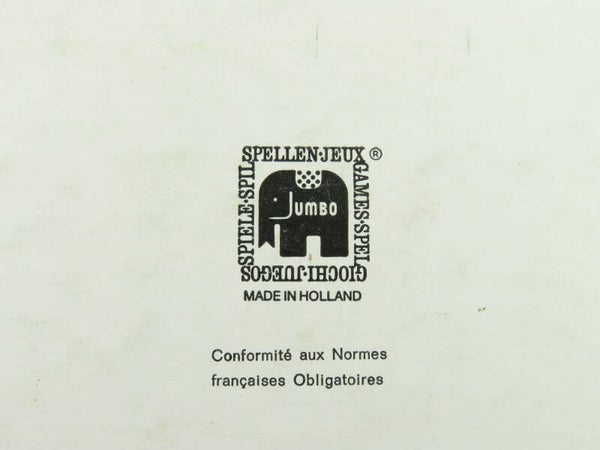 SPELLEN·JEUX ®
GAMES·SPEL
GIOCHI·JUEGOS
SPIELE·SPIL
JUMBO
MADE IN HOLLAND
Conformité aux Normes
françaises Obligatoires